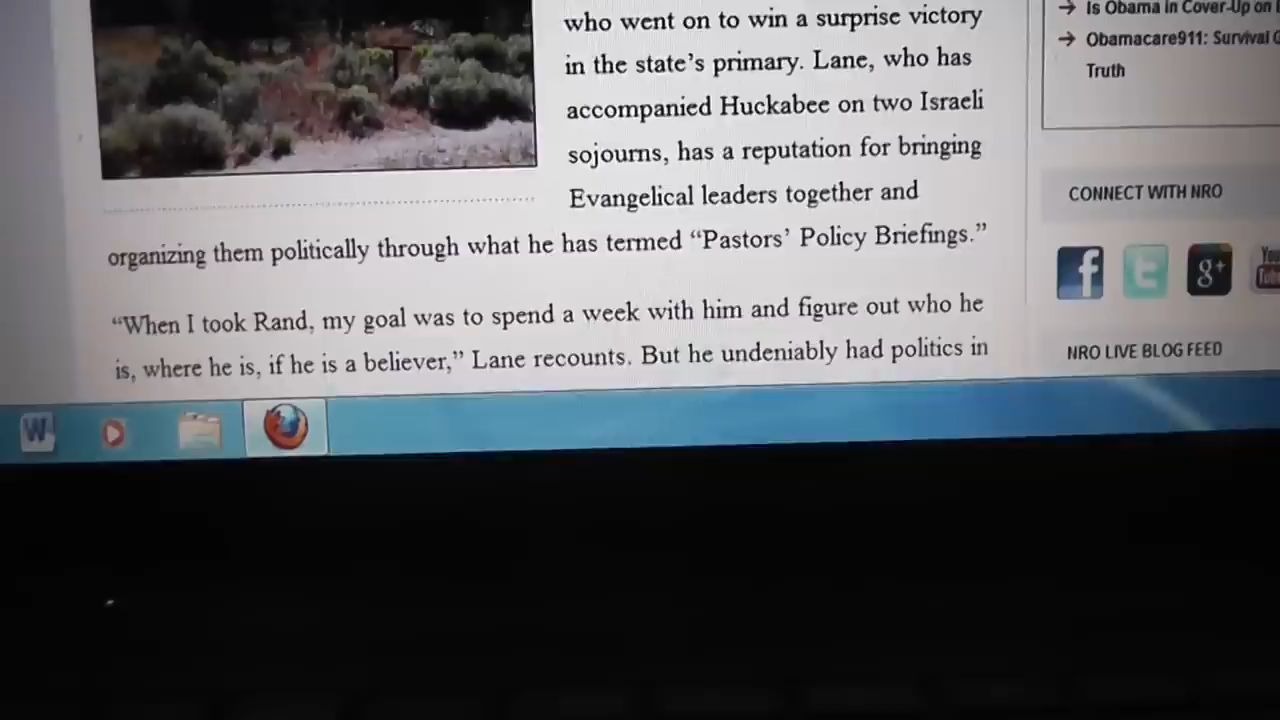 who went on to win a surprise victory
in the state’s primary. Lane, who has
accompanied Huckabee on two Israeli
sojourns, has a reputation for bringing
Evangelical leaders together and
organizing them politically through what he has termed “Pastors’ Policy Briefings.”
“When I took Rand, my goal was to spend a week with him and figure out who he
is, where he is, if he is a believer,” Lane recounts. But he undeniably had politics in
→ Is Obama in Cover-Up on
→ Obamacare911: Survival
Truth
CONNECT WITH NRO
f
t
g+
You
NRO LIVE BLOG FEED
W